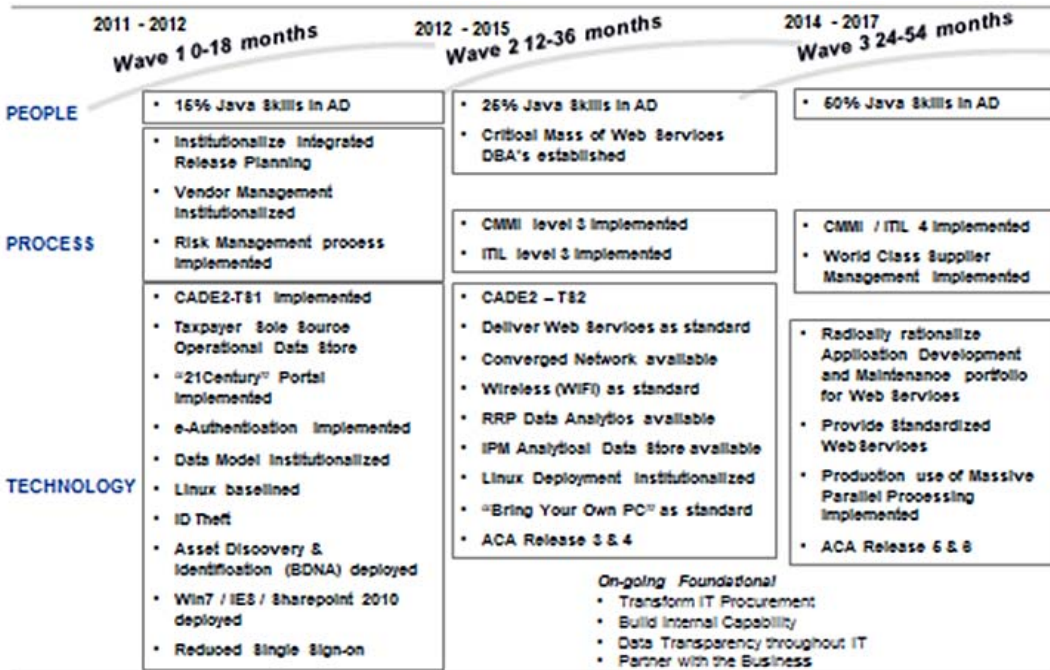 2011 - 2012
2012 - 2015
2014 - 2017
Wave 1 0-18 months
Wave 2 12-36 months
Wave 3 24-54 months
PEOPLE
• 15% Java Skills in AD
• 25% Java Skills in AD
• Critical Mass of Web Services
DBA's established
• 50% Java Skills in AD
PROCESS
• Institutionalize Integrated
Release Planning
• Vendor Management
Institutionalized
• Risk Management process
Implemented
• CMMI level 3 Implemented
• ITIL level 3 Implemented
• CMMI / ITIL 4 Implemented
• World Class Supplier
Management Implemented
TECHNOLOGY
• CADE2-TS1 Implemented
• Taxpayer Sole Source
Operational Data Store
• "21Century" Portal
Implemented
• e-Authentication Implemented
• Data Model Institutionalized
• Linux baselined
• ID Theft
• Asset Discovery &
Identification (BDNA) deployed
• Win7 / IE8 / Sharepoint 2010
deployed
• Reduced Single Sign-on
• CADE2 – TS2
• Deliver Web Services as standard
• Converged Network available
• Wireless (WIFI) as standard
• RRP Data Analytics available
• IPM Analytical Data Store available
• Linux Deployment Institutionalized
• "Bring Your Own PC" as standard
• ACA Release 3 & 4
• Radically rationalize
Application Development
and Maintenance portfolio
for Web Services
• Provide Standardized
WebServices
• Production use of Massive
Parallel Processing
Implemented
• ACA Release 5 & 6
On-going Foundational
• Transform IT Procurement
• Build Internal Capability
• Data Transparency throughout IT
• Partner with the Business